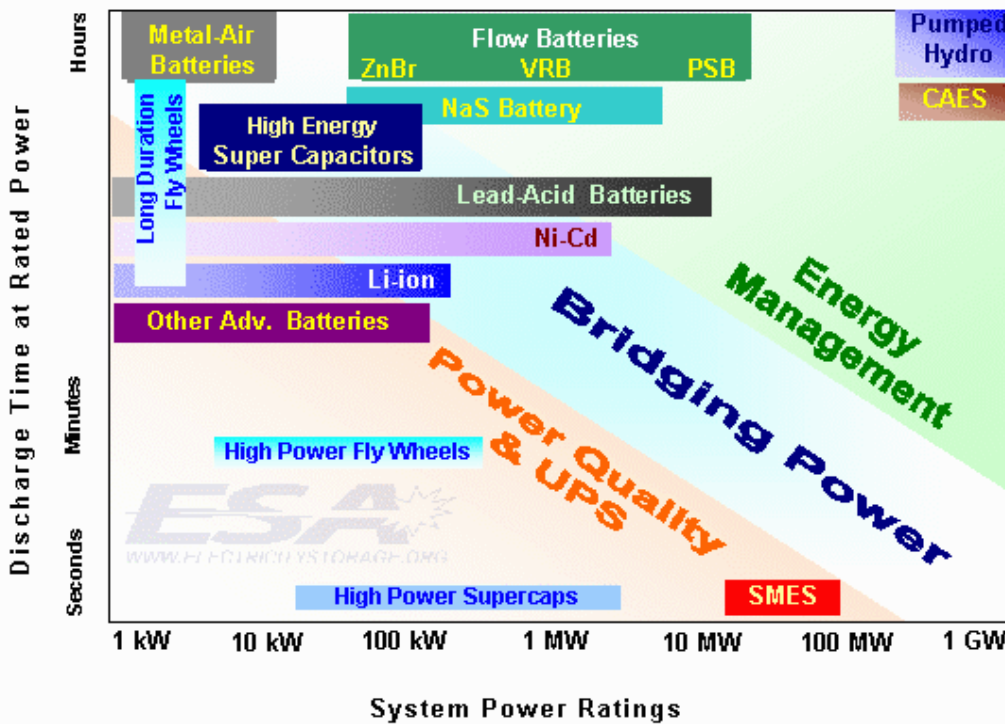 Hours
Metal-Air
Batteries
Flow Batteries
ZnBr VRB PSB
Pumped
Hydro
CAES
NaS Battery
High Energy
Super Capacitors
Long Duration
Fly Wheels
Lead-Acid Batteries
Ni-Cd
Li-ion
Other Adv. Batteries
Energy
Management
Bridging Power
Power Quality
& UPS
Discharge Time at Rated Power
Minutes
High Power Fly Wheels
ESA
WWW.ELECTRICITYSTORAGE.ORG
Seconds
High Power Supercaps
SMES
1 kW 10 kW 100 kW 1 MW 10 MW 100 MW 1 GW
System Power Ratings